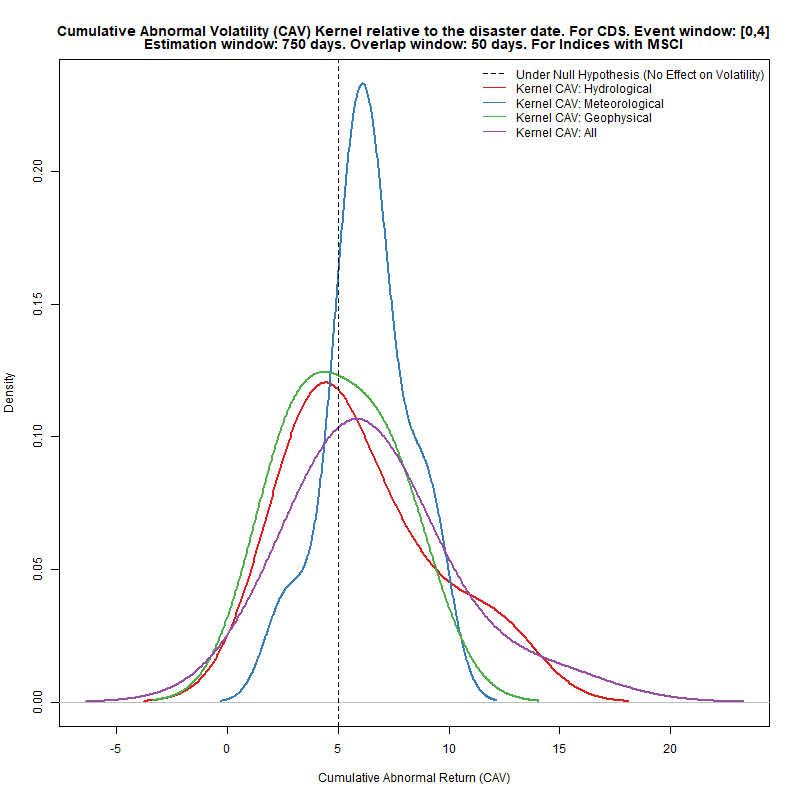 Cumulative Abnormal Volatility (CAV) Kernel relative to the disaster date. For CDS. Event window: [0,4]
Estimation window: 750 days. Overlap window: 50 days. For Indices with MSCI
Under Null Hypothesis (No Effect on Volatility)
Kernel CAV: Hydrological
Kernel CAV: Meteorological
Kernel CAV: Geophysical
Kernel CAV: All
Density
0.20
0.15
0.10
0.05
0.00
-5 0 5 10 15 20
Cumulative Abnormal Return (CAV)